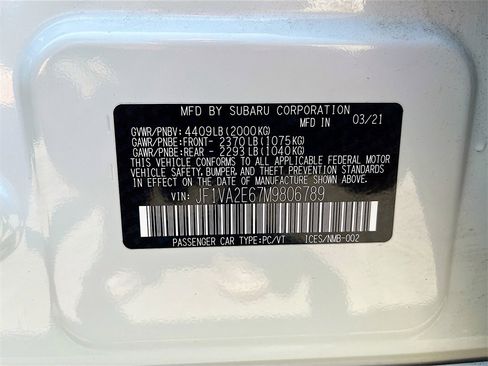 MFD BY SUBARU CORPORATION
MFD IN 03/21
GVWR/PNBV: 4409LB(2000KG)
GAWR/PNBE:FRONT- 2370LB(1075KG)
GAWR/PNBE:REAR - 2293LB(1040KG)
THIS VEHICLE CONFORMS TO ALL APPLICABLE FEDERAL MOTOR
VEHICLE SAFETY, BUMPER, AND THEFT PREVENTION STANDARDS
IN EFFECT ON THE DATE OF MANUFACTURE SHOWN ABOVE.
VIN: JF1VA2E67M9806789
PASSENGER CAR TYPE:PC/VT ICES/NMB-002